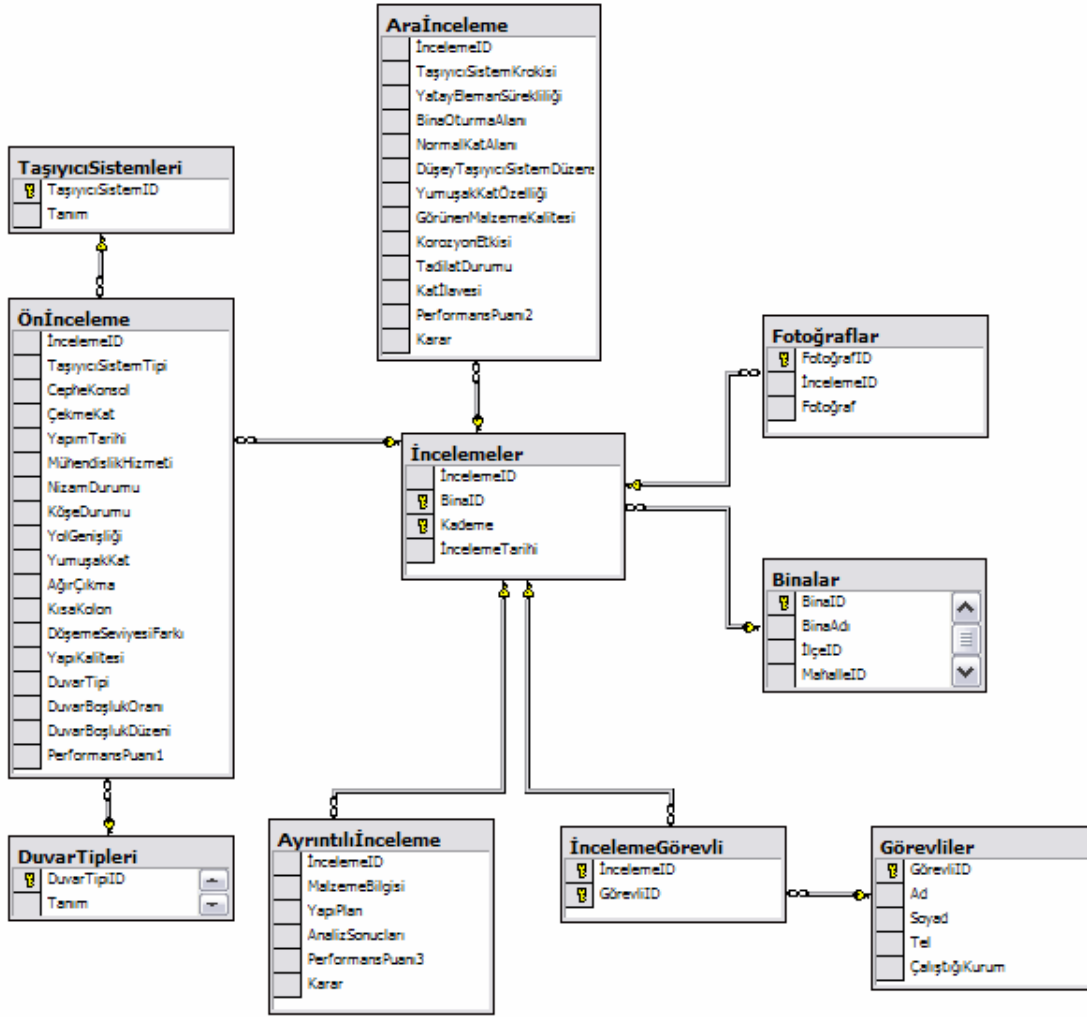 Araİnceleme
İncelemeID
TaşıyıcıSistemKrokisi
YatayElemanSürekliliği
BinaOturmaAlanı
NormalKatAlanı
DüşeyTaşıyıcıSistemDüzens
YumuşakKatÖzelliği
GörünenMalzemeKalitesi
KorozyonEtkisi
TadilatDurumu
Katİlavesi
PerformansPuanı2
Karar
TaşıyıcıSistemleri
TaşıyıcıSistemID
Tanım
Önİnceleme
İncelemeID
TaşıyıcıSistemTipi
CepheKonsol
ÇekmeKat
YapımTarihi
MühendislikHizmeti
NizamDurumu
KöşeDurumu
YolGenişliği
YumuşakKat
AğırÇıkma
KısaKolon
DöşemeSeviyesiFarkı
YapıKalitesi
DuvarTipi
DuvarBoşlukOranı
DuvarBoşlukDüzeni
PerformansPuanı1
Fotoğraflar
FotoğrafID
İncelemeID
Fotoğraf
İncelemeler
İncelemeID
BinaID
Kademe
İncelemeTarihi
Binalar
BinaID
BinaAdı
İlçeID
MahalleID
DuvarTipleri
DuvarTipiID
Tanım
Ayrıntılıİnceleme
İncelemeID
MalzemeBilgisi
YapıPlan
AnalizSonucları
PerformansPuanı3
Karar
İncelemeGörevli
İncelemeID
GörevliID
Görevliler
GörevliID
Ad
Soyad
Tel
ÇalıştığıKurum